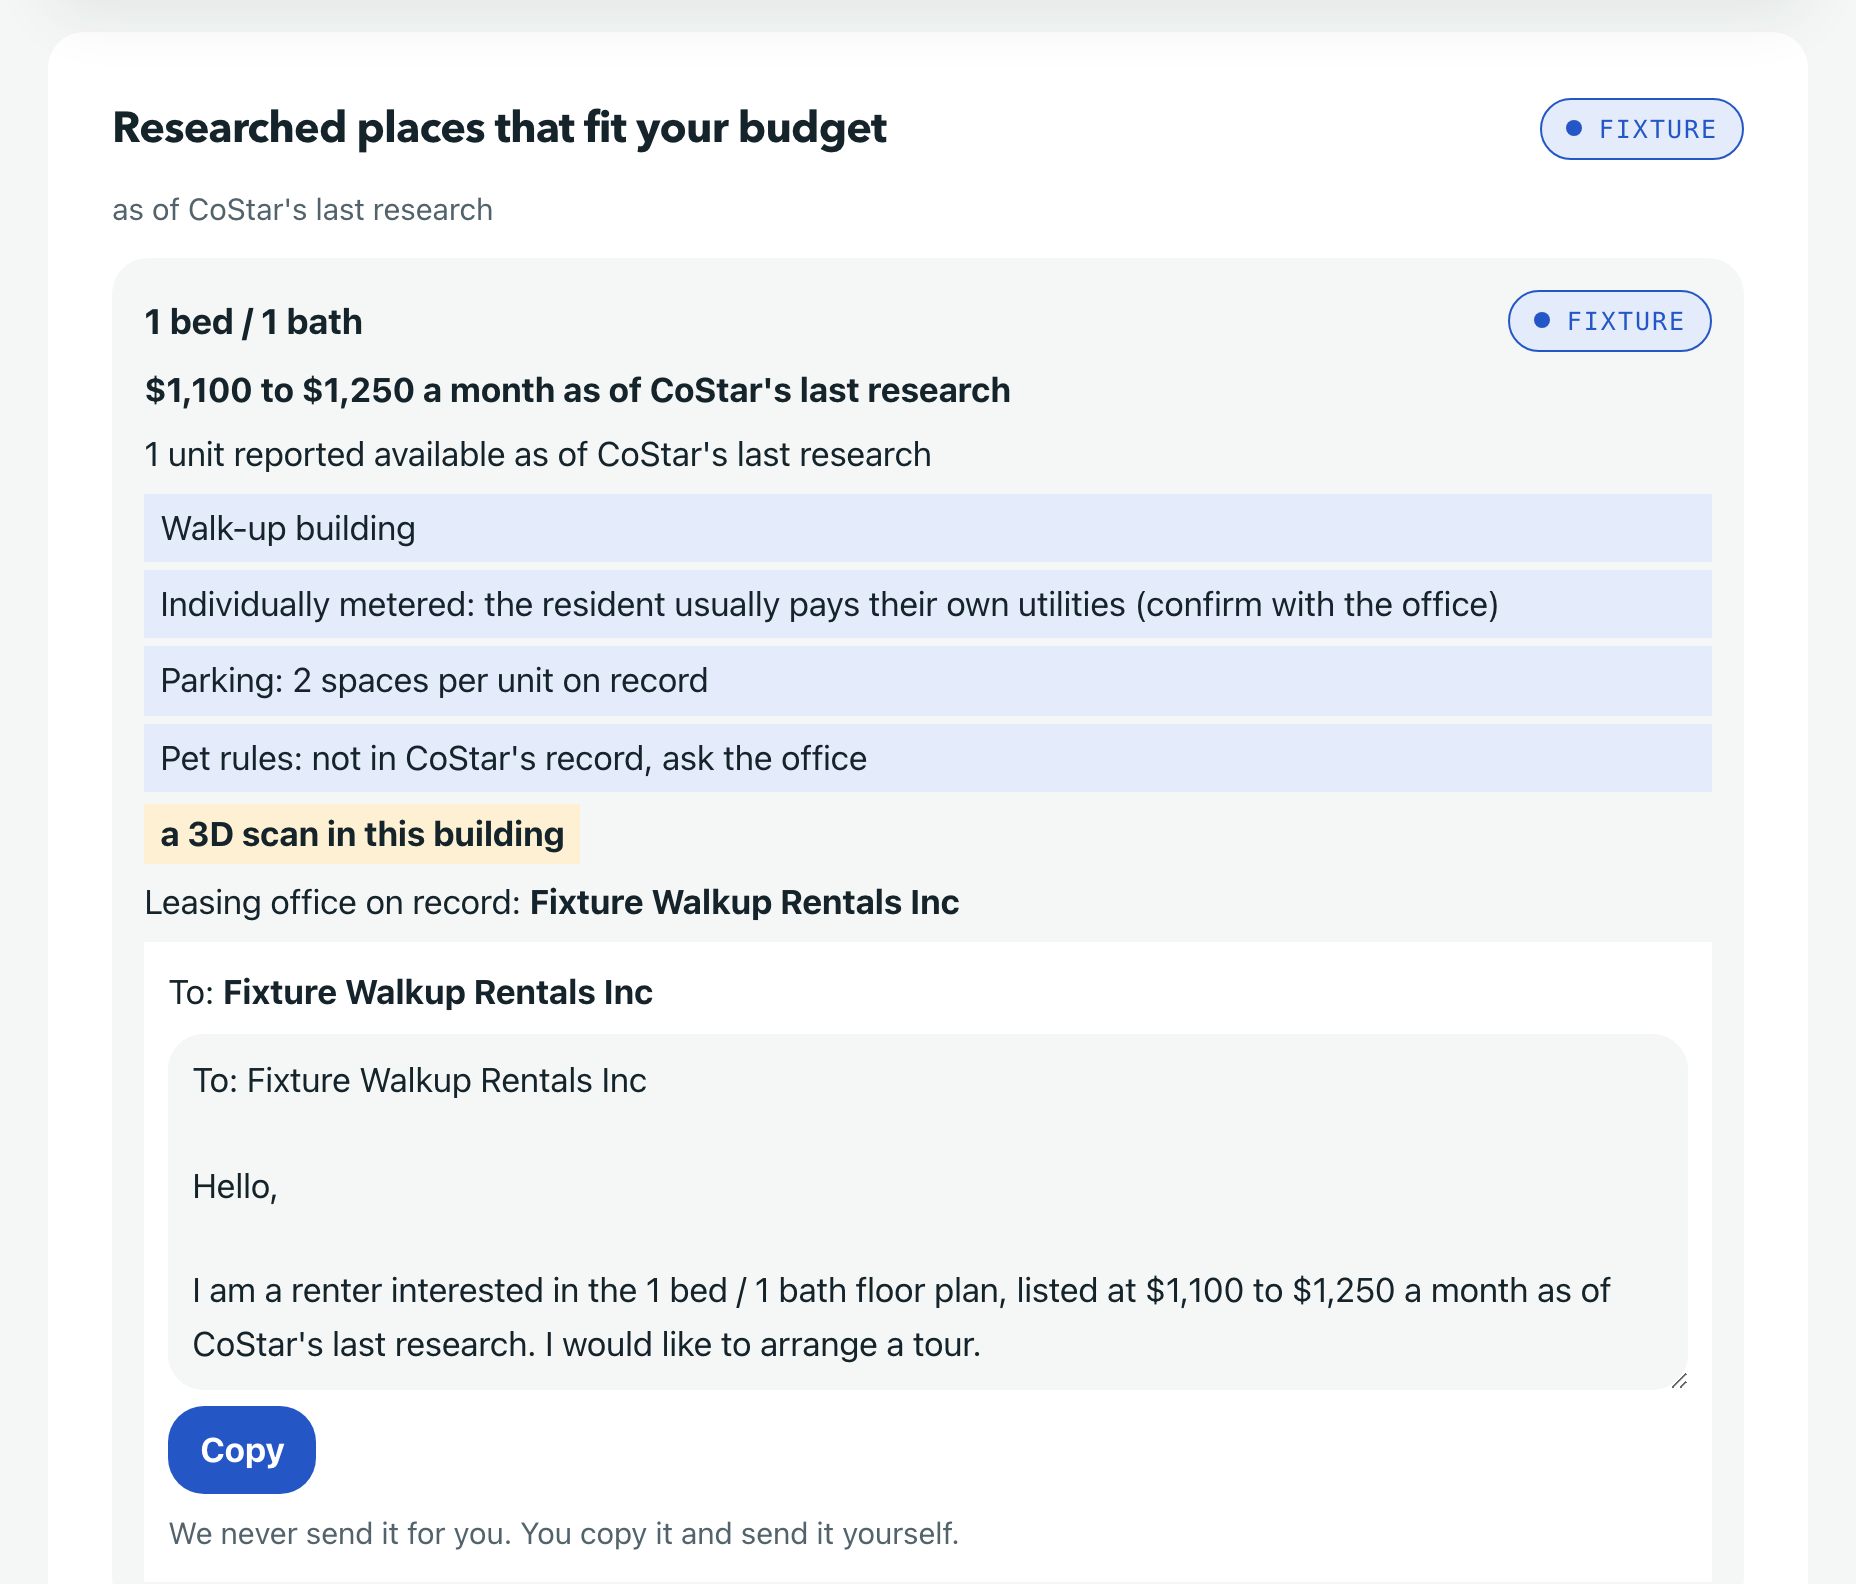 Researched places that fit your budget
FIXTURE
as of CoStar's last research
1 bed / 1 bath
FIXTURE
$1,100 to $1,250 a month as of CoStar's last research
1 unit reported available as of CoStar's last research
Walk-up building
Individually metered: the resident usually pays their own utilities (confirm with the office)
Parking: 2 spaces per unit on record
Pet rules: not in CoStar's record, ask the office
a 3D scan in this building
Leasing office on record: Fixture Walkup Rentals Inc
To: Fixture Walkup Rentals Inc
To: Fixture Walkup Rentals Inc
Hello,
I am a renter interested in the 1 bed / 1 bath floor plan, listed at $1,100 to $1,250 a month as of
CoStar's last research. I would like to arrange a tour.
Copy
We never send it for you. You copy it and send it yourself.